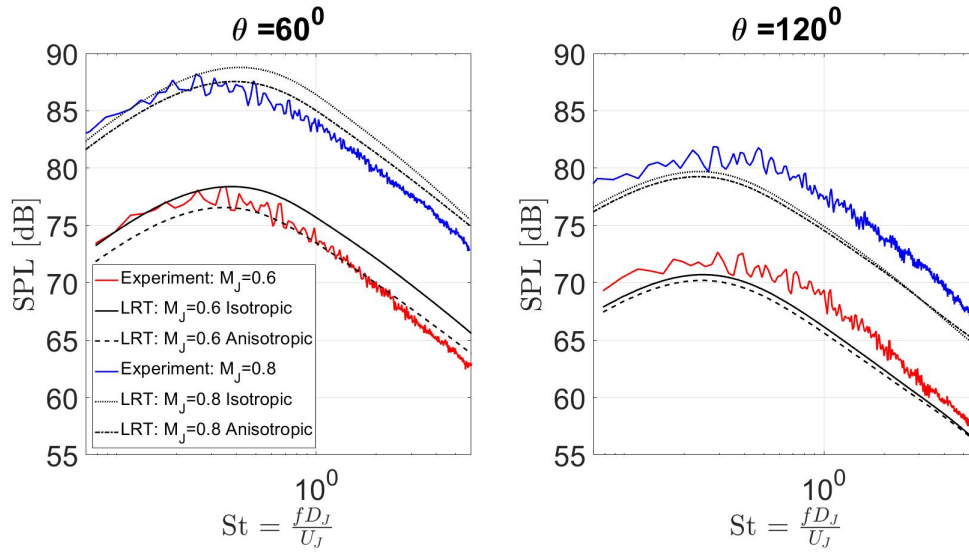 θ =60⁰
SPL [dB]
90
85
80
75
70
65
60
55
Experiment: M_J=0.6
LRT: M_J=0.6 Isotropic
LRT: M_J=0.6 Anisotropic
Experiment: M_J=0.8
LRT: M_J=0.8 Isotropic
LRT: M_J=0.8 Anisotropic
10⁰
St = fD_J/U_J
θ =120⁰
SPL [dB]
90
85
80
75
70
65
60
55
10⁰
St = fD_J/U_J